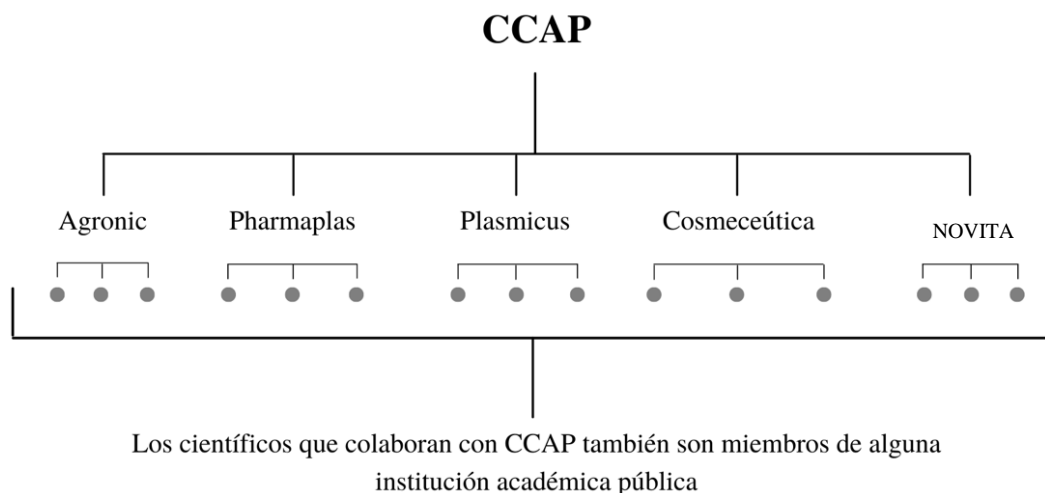 CCAP
Agronic
Pharmaplas
Plasmicus
Cosmeceútica
NOVITA
Los científicos que colaboran con CCAP también son miembros de alguna
institución académica pública